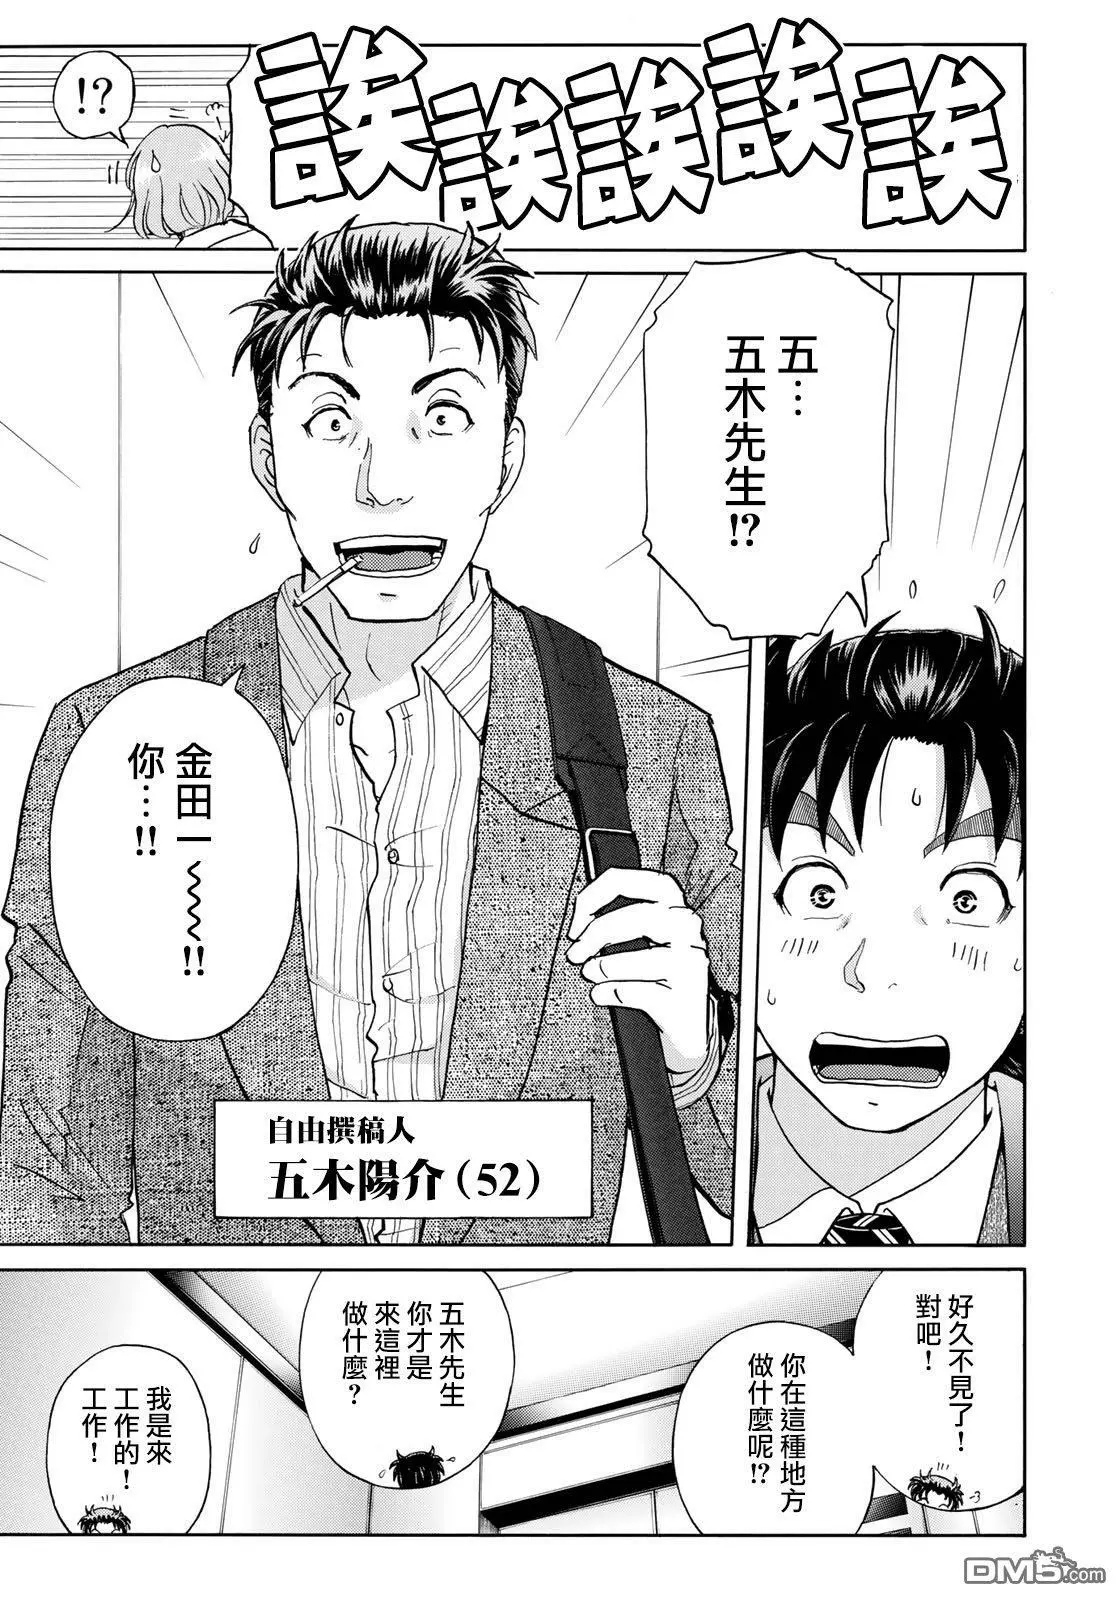 誒誒誒誒誒
!?
五…
五木先生!?
金田一～～!!
你…!!
自由撰稿人
五木陽介（52）
好久不見了！
對吧！
你在這種地方
做什麼呢!?
五木先生
你才是
來這裡
做什麼？
我是來
工作的！
工作！
DM5.com